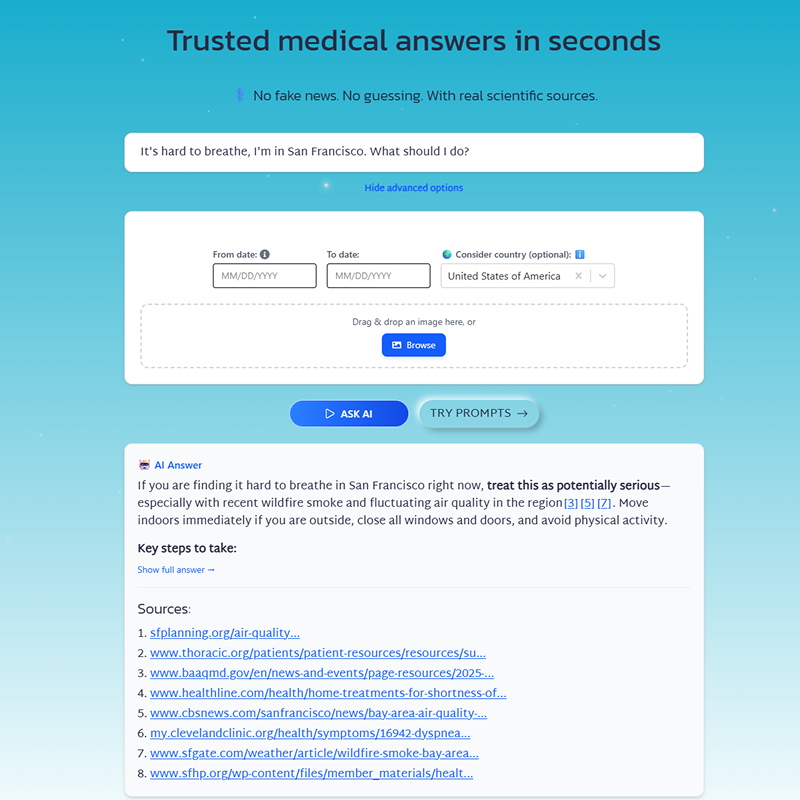 Trusted medical answers in seconds
No fake news. No guessing. With real scientific sources.
It's hard to breathe, I'm in San Francisco. What should I do?
Hide advanced options
From date: To date: Consider country (optional):
MM/DD/YYYY MM/DD/YYYY United States of America
Drag & drop an image here, or
Browse
ASK AI TRY PROMPTS →
AI Answer
If you are finding it hard to breathe in San Francisco right now, treat this as potentially serious—
especially with recent wildfire smoke and fluctuating air quality in the region[3] [5] [7]. Move
indoors immediately if you are outside, close all windows and doors, and avoid physical activity.
Key steps to take:
Show full answer →
Sources:
1. sfplanning.org/air-quality...
2. www.thoracic.org/patients/patient-resources/resources/su...
3. www.baaqmd.gov/en/news-and-events/page-resources/2025-...
4. www.healthline.com/health/home-treatments-for-shortness-of...
5. www.cbsnews.com/sanfrancisco/news/bay-area-air-quality-...
6. my.clevelandclinic.org/health/symptoms/16942-dyspnea...
7. www.sfgate.com/weather/article/wildfire-smoke-bay-area...
8. www.sfhp.org/wp-content/files/member_materials/healt...